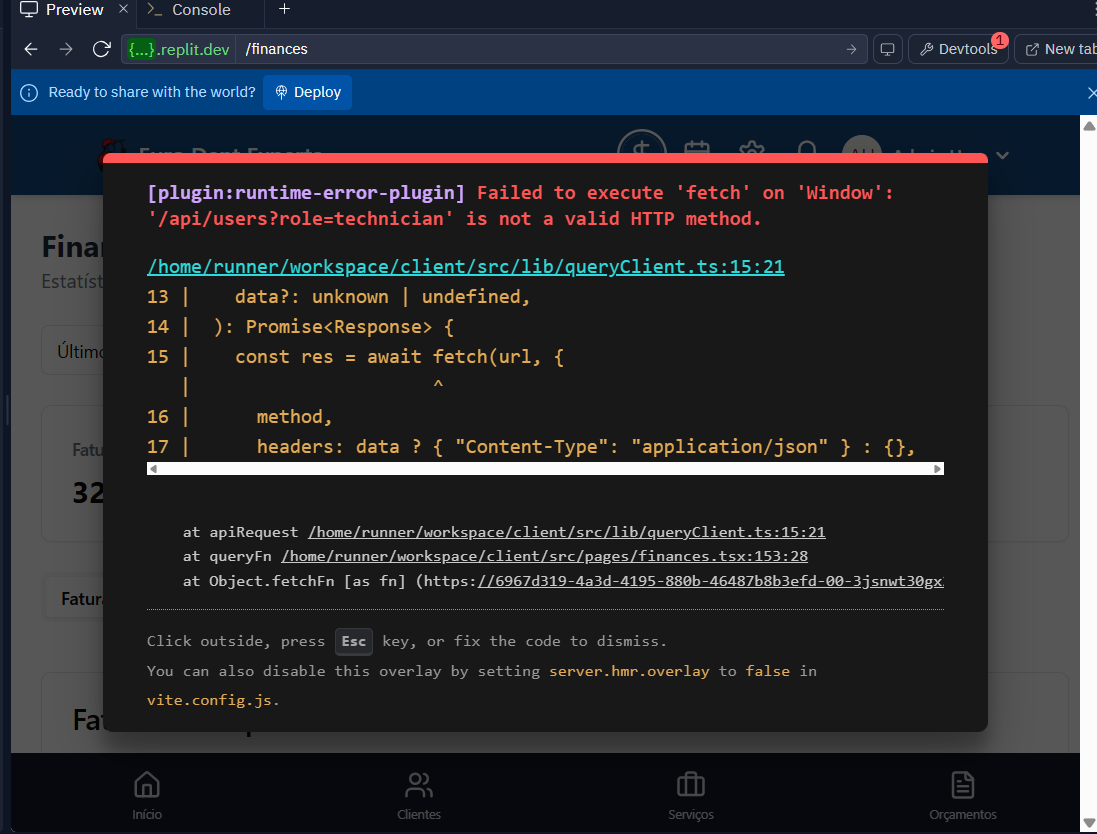 Preview
Console
{...}.replit.dev /finances
Devtools 1
New tab
Ready to share with the world? Deploy
[plugin:runtime-error-plugin] Failed to execute 'fetch' on 'Window':
'/api/users?role=technician' is not a valid HTTP method.
/home/runner/workspace/client/src/lib/queryClient.ts:15:21
13 | data?: unknown | undefined,
14 | ): Promise<Response> {
15 | const res = await fetch(url, {
| ^
16 | method,
17 | headers: data ? { "Content-Type": "application/json" } : {},
at apiRequest /home/runner/workspace/client/src/lib/queryClient.ts:15:21
at queryFn /home/runner/workspace/client/src/pages/finances.tsx:153:28
at Object.fetchFn [as fn] (https://6967d319-4a3d-4195-880b-46487b8b3efd-00-3jsnwt30gx
Click outside, press Esc key, or fix the code to dismiss.
You can also disable this overlay by setting server.hmr.overlay to false in
vite.config.js.
Fina
Estatíst
Último
Fatu
32
Fatura
Fat
Início
Clientes
Serviços
Orçamentos